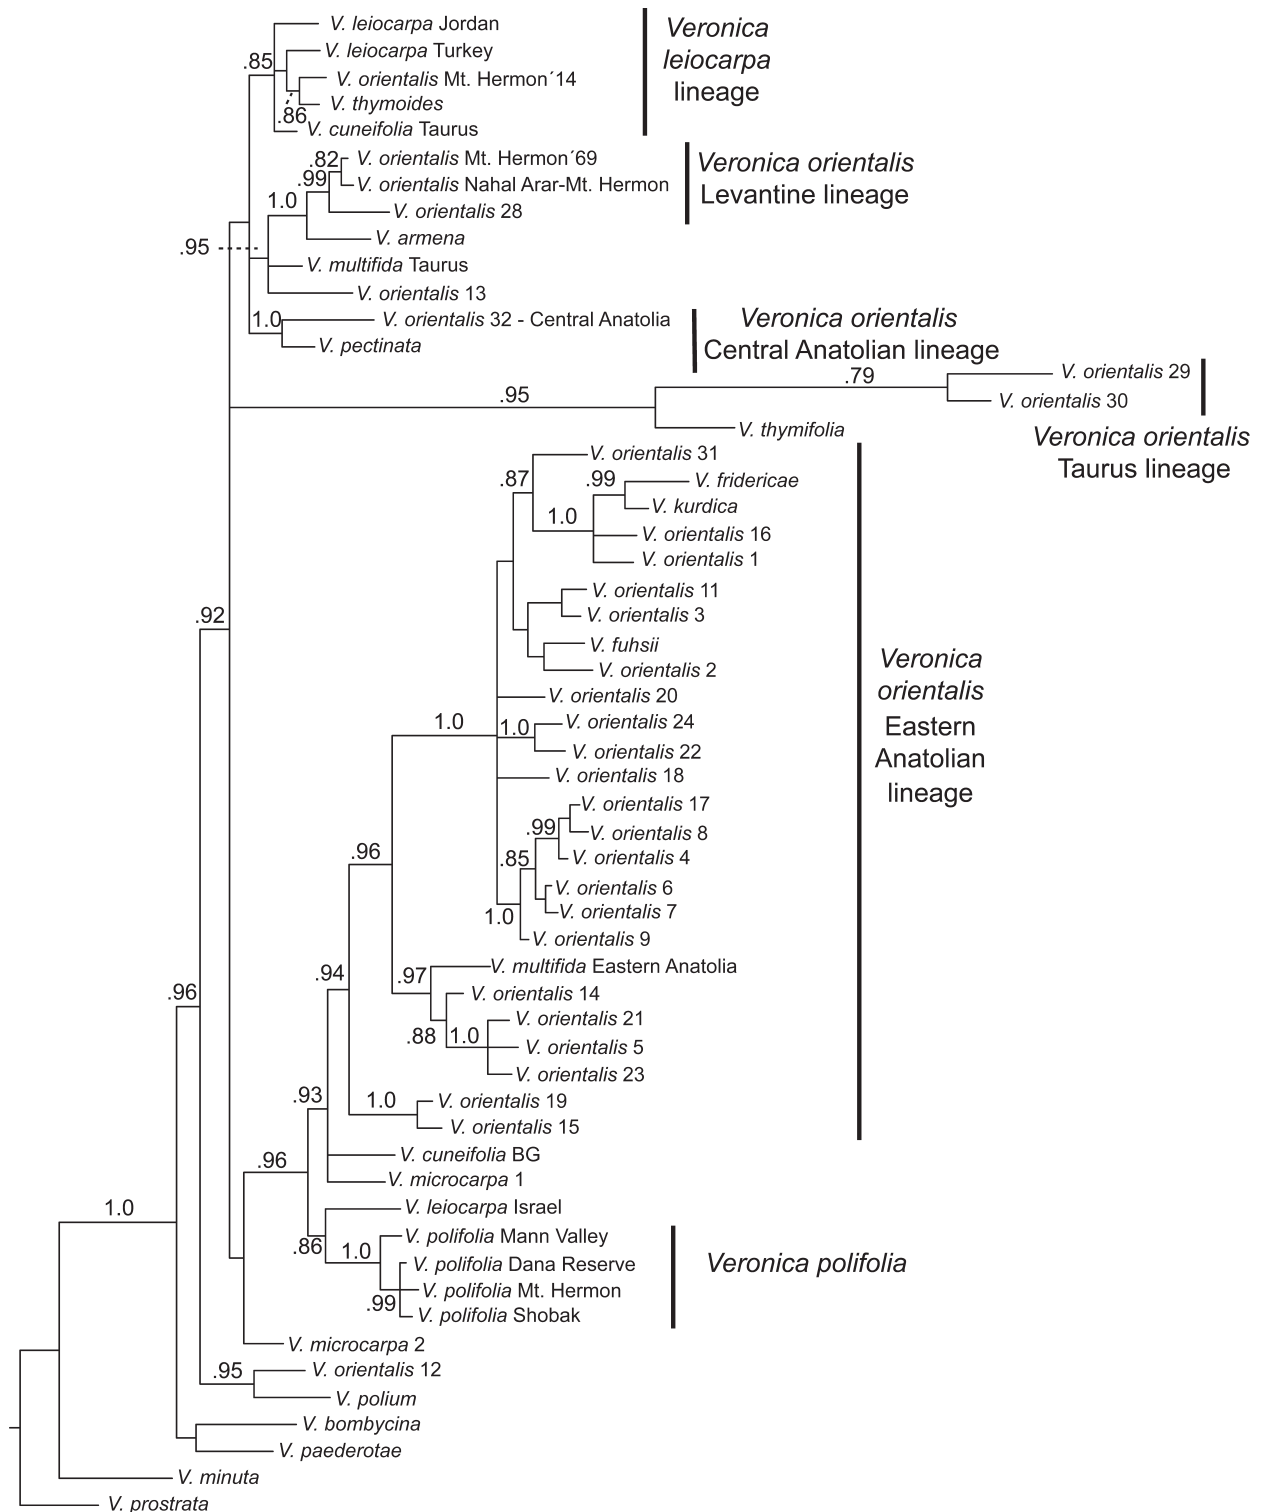 V. leiocarpa Jordan
.85
V. leiocarpa Turkey
V. orientalis Mt. Hermon´14
V. thymoides
.86
V. cuneifolia Taurus
Veronica
leiocarpa
lineage
.82
V. orientalis Mt. Hermon´69
.99
V. orientalis Nahal Arar-Mt. Hermon
1.0
V. orientalis 28
V. armena
.95
V. multifida Taurus
V. orientalis 13
Veronica orientalis
Levantine lineage
1.0
V. orientalis 32 - Central Anatolia
V. pectinata
Veronica orientalis
Central Anatolian lineage
.95
.79
V. orientalis 29
V. orientalis 30
V. thymifolia
Veronica orientalis
Taurus lineage
V. orientalis 31
.87
.99
V. fridericae
V. kurdica
1.0
V. orientalis 16
V. orientalis 1
V. orientalis 11
V. orientalis 3
.92
V. fuhsii
V. orientalis 2
V. orientalis 20
1.0
1.0
V. orientalis 24
V. orientalis 22
V. orientalis 18
Veronica
orientalis
Eastern
Anatolian
lineage
V. orientalis 17
.99
V. orientalis 8
.96
.85
V. orientalis 4
V. orientalis 6
1.0
V. orientalis 7
V. orientalis 9
V. multifida Eastern Anatolia
.94
.97
V. orientalis 14
.96
V. orientalis 21
.88
1.0
V. orientalis 5
V. orientalis 23
.93
1.0
V. orientalis 19
V. orientalis 15
.96
V. cuneifolia BG
V. microcarpa 1
1.0
V. leiocarpa Israel
.86
1.0
V. polifolia Mann Valley
V. polifolia Dana Reserve
V. polifolia Mt. Hermon
.99
V. polifolia Shobak
Veronica polifolia
V. microcarpa 2
.95
V. orientalis 12
V. polium
V. bombycina
V. paederotae
V. minuta
V. prostrata